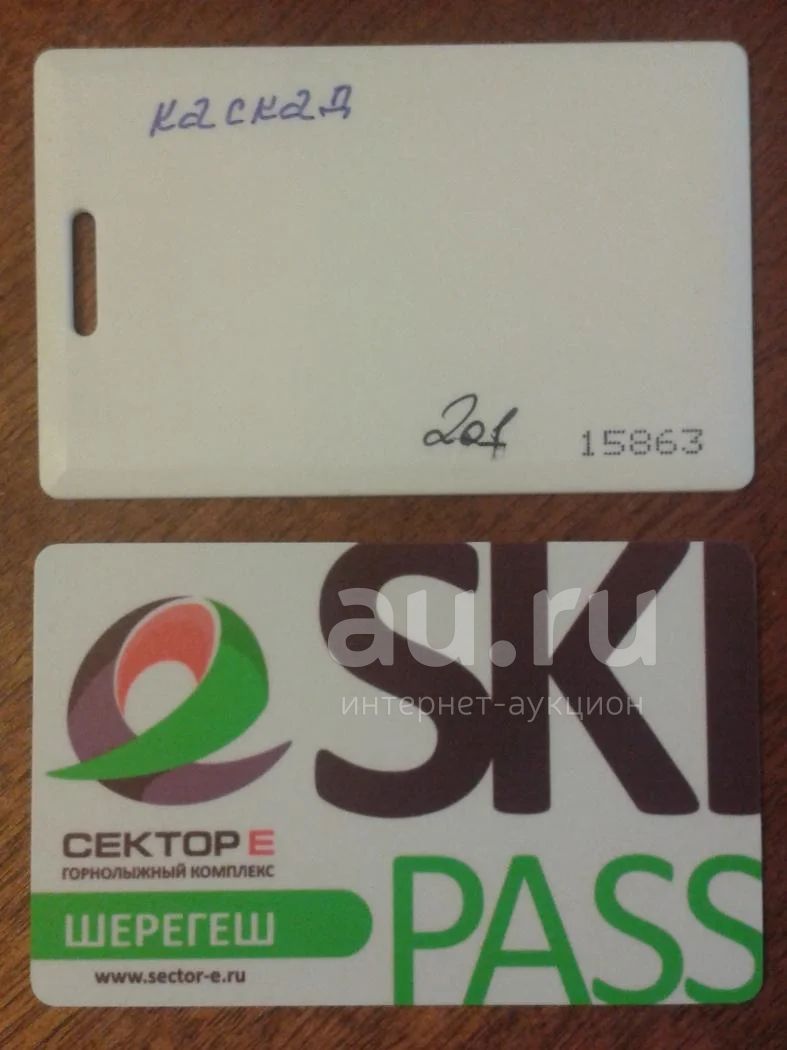 каскад
201
15863
SKI
au.ru
интернет-аукцион
СЕКТОР Е
ГОРНОЛЫЖНЫЙ КОМПЛЕКС
ШЕРЕГЕШ
www.sector-e.ru
PASS